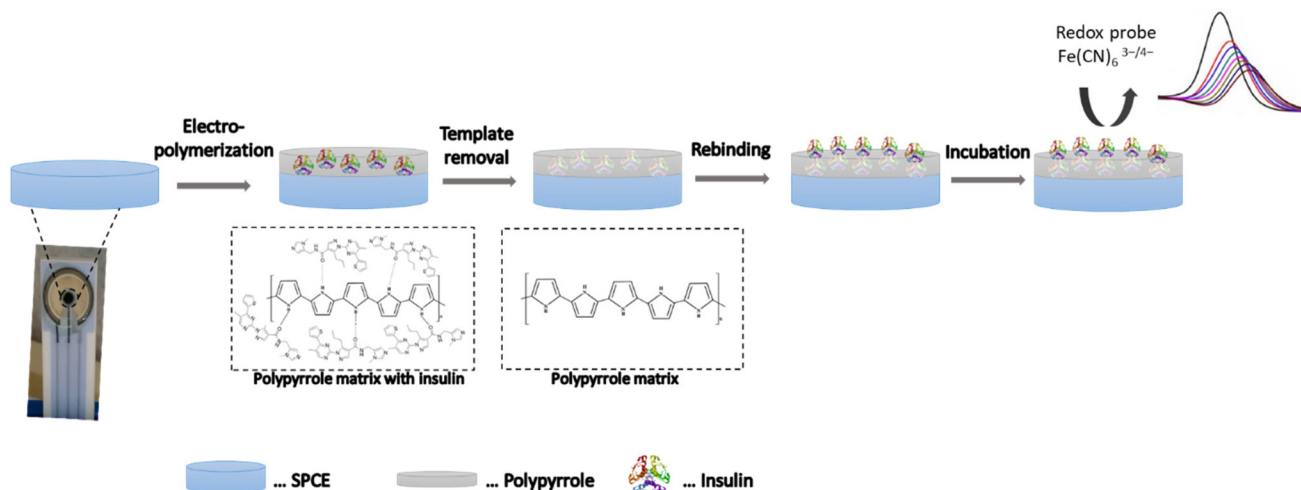 Redox probe
Fe(CN)₆ ³⁻/⁴⁻
Electro-
polymerization
Template
removal
Rebinding
Incubation
Polypyrrole matrix with insulin
Polypyrrole matrix
... SPCE
... Polypyrrole
... Insulin